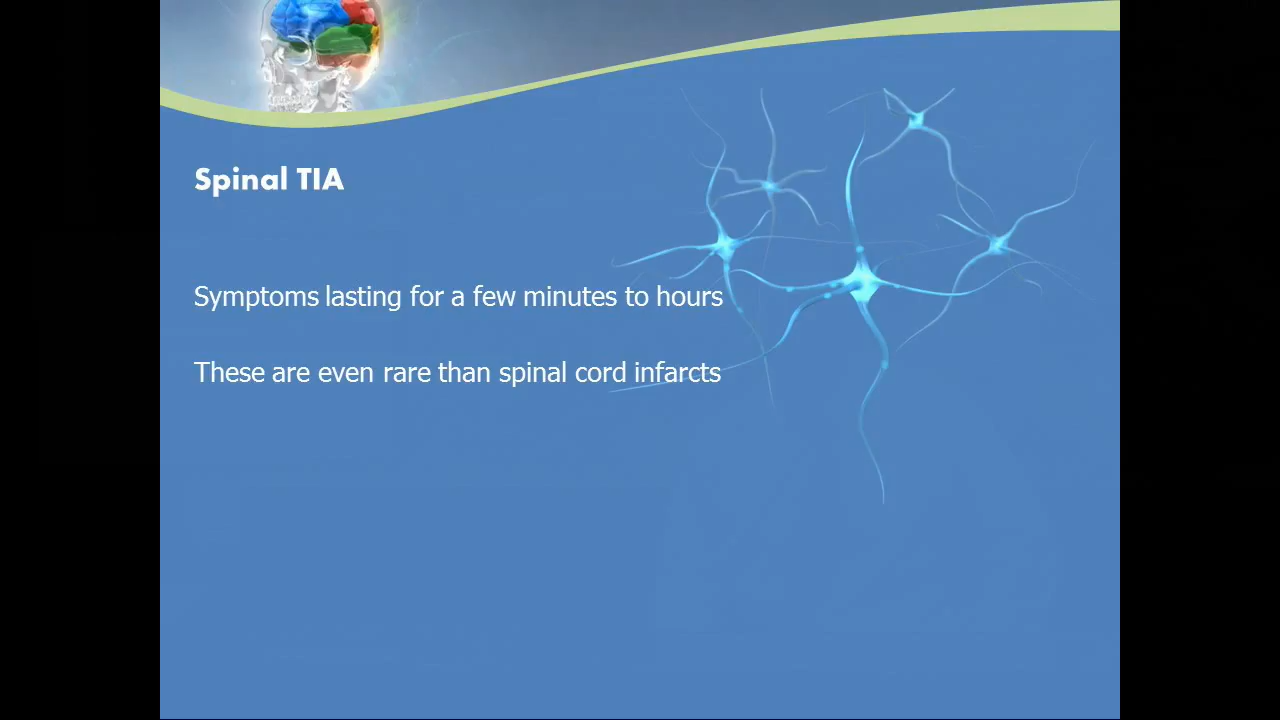 Spinal TIA
Symptoms lasting for a few minutes to hours
These are even rare than spinal cord infarcts